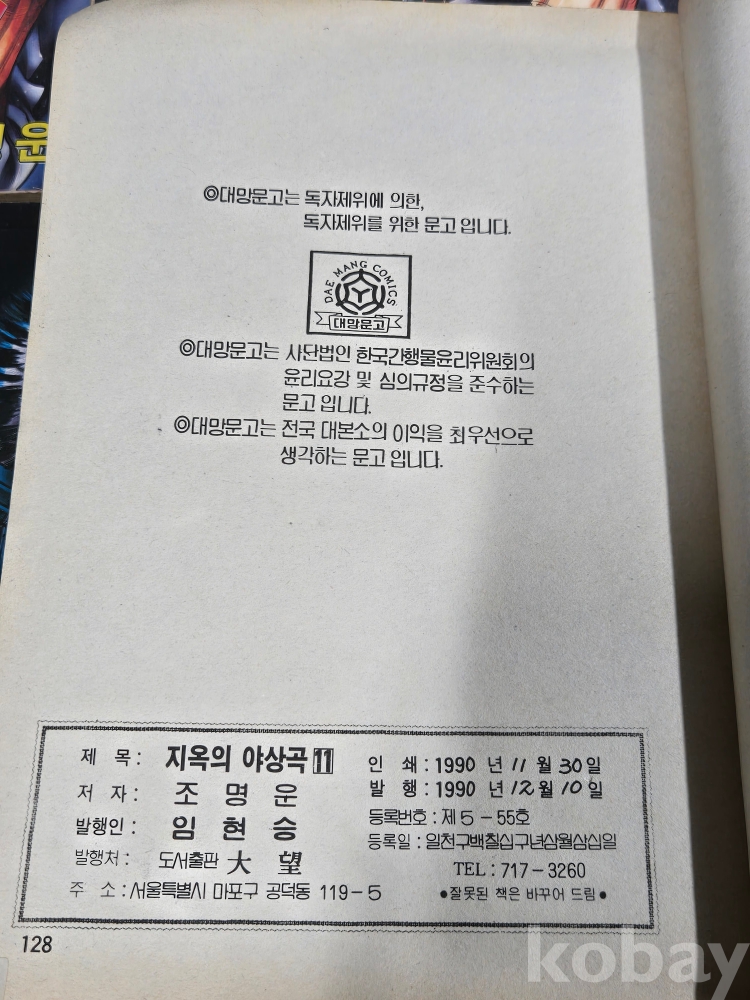 윤
◎대망문고는 독자제위에 의한,
독자제위를 위한 문고 입니다.
DAE MANG COMICS
대망문고
◎대망문고는 사단법인 한국간행물윤리위원회의
윤리요강 및 심의규정을 준수하는
문고 입니다.
◎대망문고는 전국 대본소의 이익을 최우선으로
생각하는 문고 입니다.
제 목: 지옥의 야상곡 11
저 자: 조 명 운
발행인: 임 현 승
발행처: 도서출판 大 望
주 소: 서울특별시 마포구 공덕동 119-5
인 쇄: 1990 년 11 월 30 일
발 행: 1990 년 12 월 10 일
등록번호: 제 5-55호
등록일: 일천구백칠십구년삼월삼십일
TEL: 717-3260
●잘못된 책은 바꾸어 드림●
128
kobay